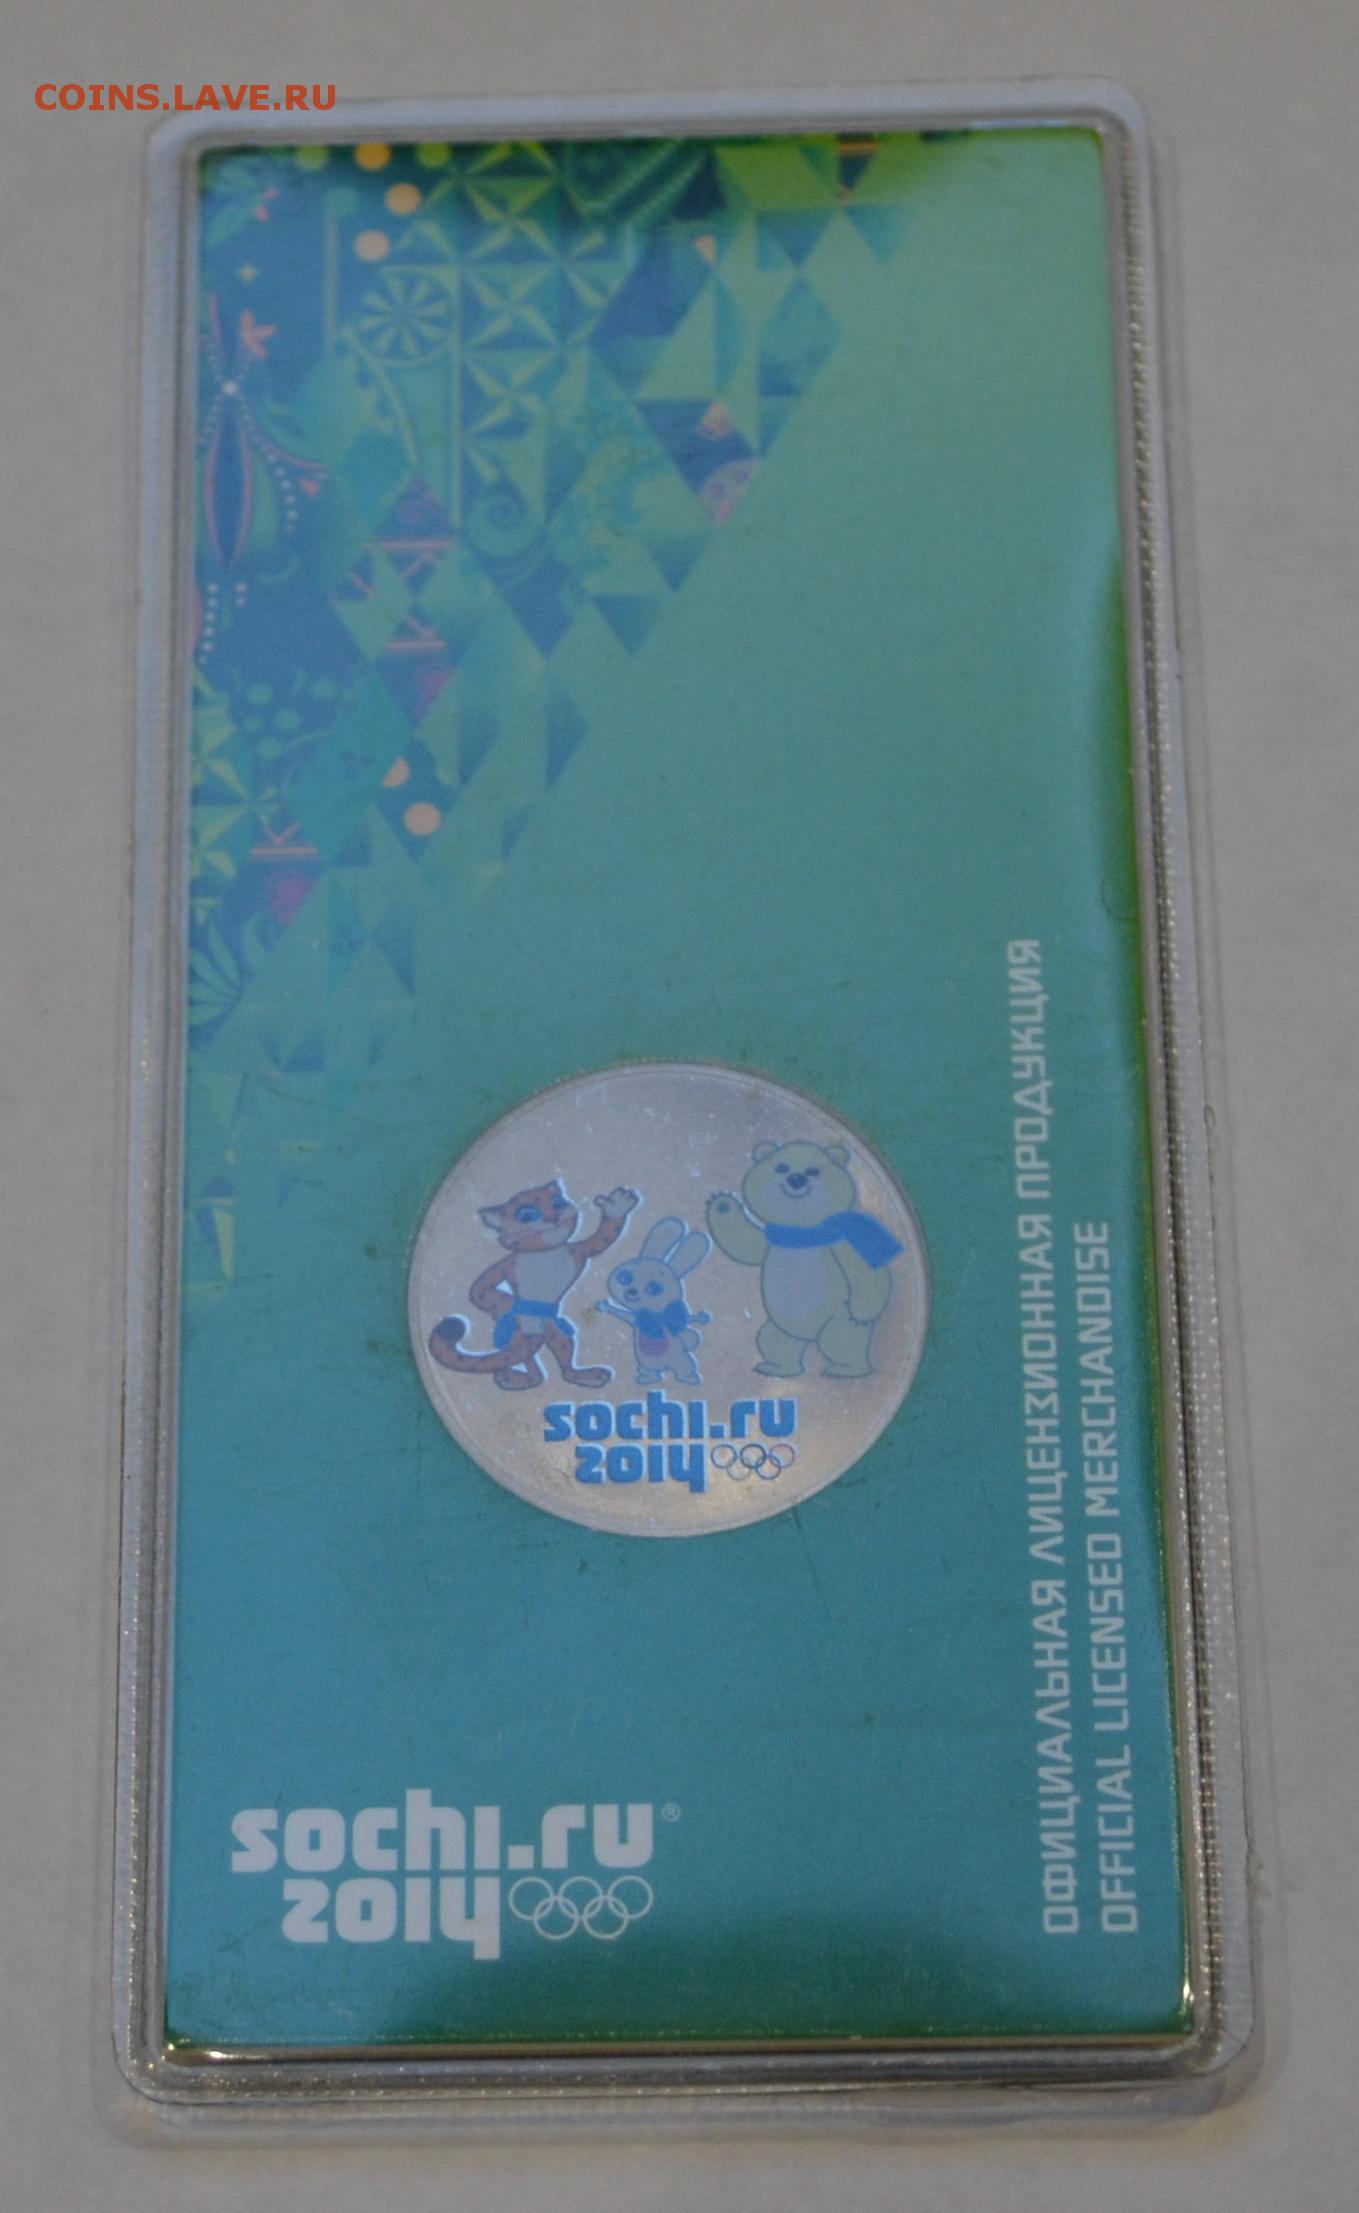 COINS.LAVE.RU
sochi.ru
2014
sochi.ru®
2014
ОФИЦИАЛЬНАЯ ЛИЦЕНЗИОННАЯ ПРОДУКЦИЯ
OFFICIAL LICENSED MERCHANDISE